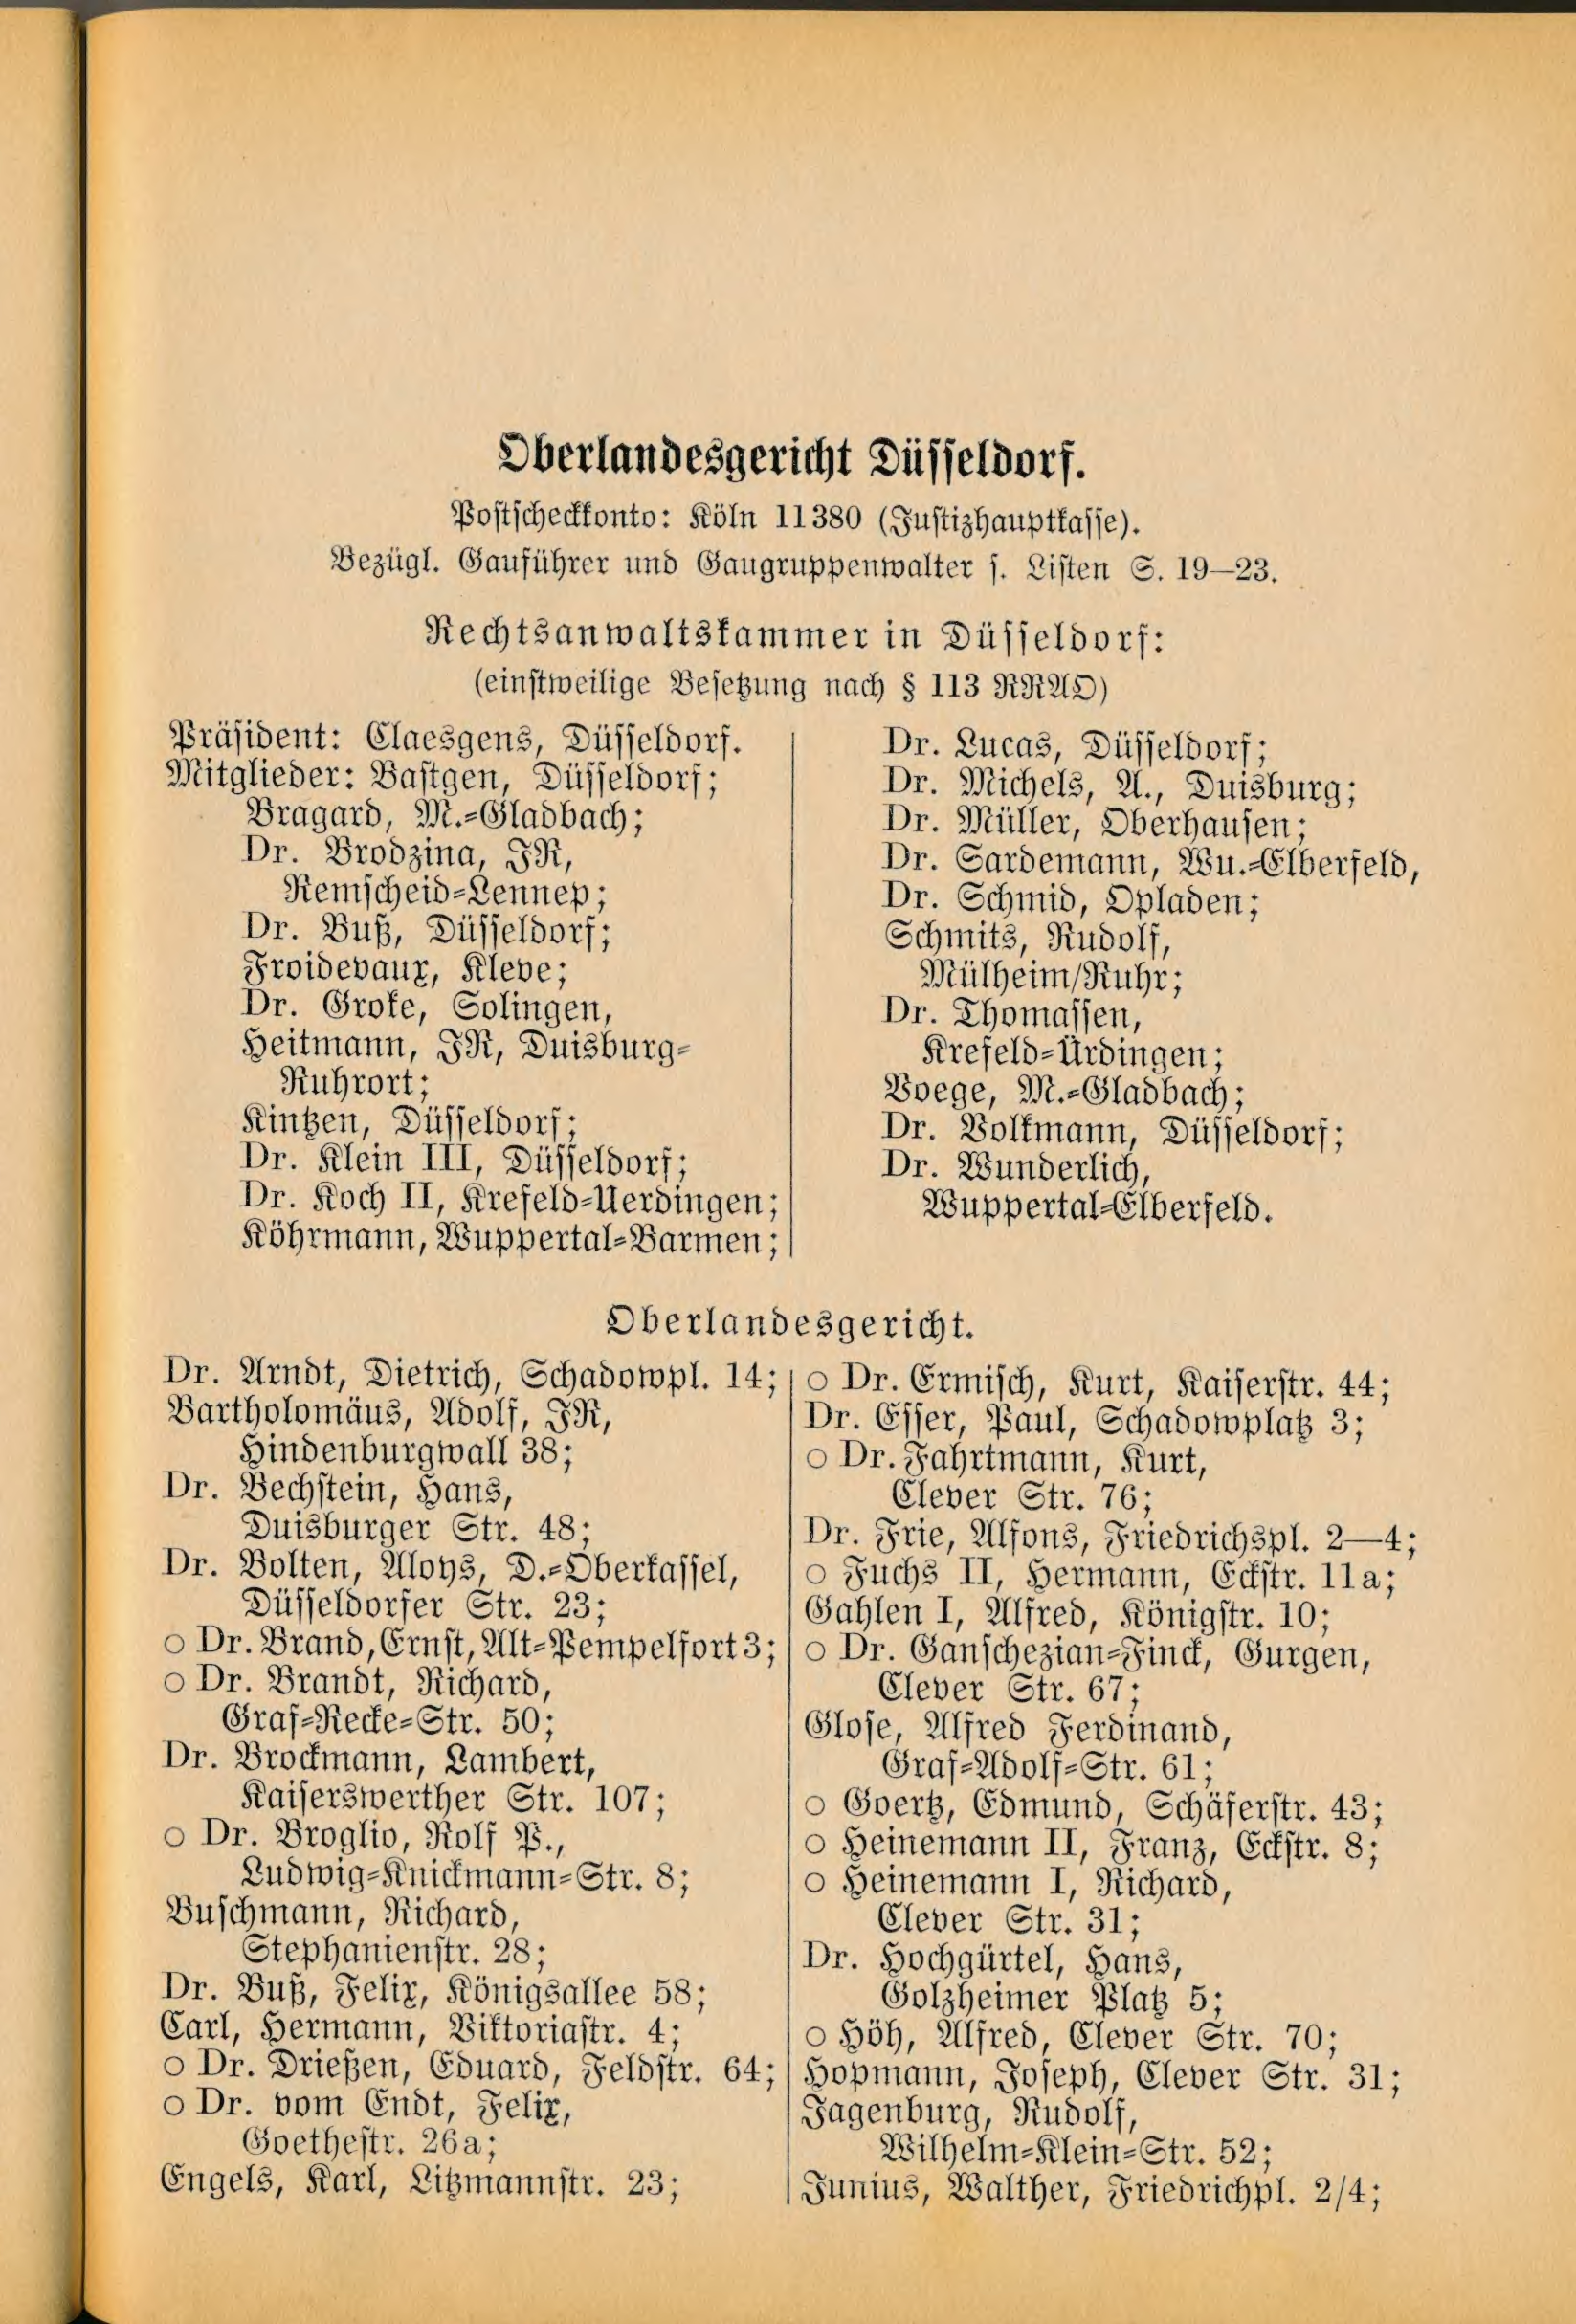 Oberlandesgericht Düsseldorf.
Postscheckkonto: Köln 11380 (Justizhauptkasse).
Bezügl. Gauführer und Gaugruppenwalter s. Listen S. 19—23.
Rechtsanwaltskammer in Düsseldorf:
(einstweilige Besetzung nach § 113 RRAO)
Präsident: Claesgens, Düsseldorf.
Mitglieder: Bastgen, Düsseldorf;
Bragard, M.-Gladbach;
Dr. Brodzina, JR,
Remscheid-Lennep;
Dr. Buß, Düsseldorf;
Froidevaux, Kleve;
Dr. Grote, Solingen,
Heitmann, JR, Duisburg-
Ruhrort;
Kintzen, Düsseldorf;
Dr. Klein III, Düsseldorf;
Dr. Koch II, Krefeld-Uerdingen;
Köhrmann, Wuppertal-Barmen;
Dr. Lucas, Düsseldorf;
Dr. Michels, A., Duisburg;
Dr. Müller, Oberhausen;
Dr. Sardemann, Wu.-Elberfeld,
Dr. Schmid, Opladen;
Schmits, Rudolf,
Mülheim/Ruhr;
Dr. Thomassen,
Krefeld-Ürdingen;
Voege, M.-Gladbach;
Dr. Volkmann, Düsseldorf;
Dr. Wunderlich,
Wuppertal-Elberfeld.
Oberlandesgericht.
Dr. Arndt, Dietrich, Schadowpl. 14;
Bartholomäus, Adolf, JR,
Hindenburgwall 38;
Dr. Bechstein, Hans,
Duisburger Str. 48;
Dr. Bolten, Aloys, D.-Oberkassel,
Düsseldorfer Str. 23;
○ Dr. Brand, Ernst, Alt-Pempelfort 3;
○ Dr. Brandt, Richard,
Graf-Recke-Str. 50;
Dr. Brockmann, Lambert,
Kaiserswerther Str. 107;
○ Dr. Broglio, Rolf P.,
Ludwig-Knickmann-Str. 8;
Buschmann, Richard,
Stephanienstr. 28;
Dr. Buß, Felix, Königsallee 58;
Carl, Hermann, Viktoriastr. 4;
○ Dr. Drießen, Eduard, Feldstr. 64;
○ Dr. vom Endt, Felix,
Goethestr. 26a;
Engels, Karl, Litzmannstr. 23;
○ Dr. Ermisch, Kurt, Kaiserstr. 44;
Dr. Esser, Paul, Schadowplatz 3;
○ Dr. Fahrtmann, Kurt,
Clever Str. 76;
Dr. Frie, Alfons, Friedrichspl. 2—4;
○ Fuchs II, Hermann, Eckstr. 11a;
Gahlen I, Alfred, Königstr. 10;
○ Dr. Ganschezian-Finck, Gurgen,
Clever Str. 67;
Glose, Alfred Ferdinand,
Graf-Adolf-Str. 61;
○ Goertz, Edmund, Schäferstr. 43;
○ Heinemann II, Franz, Eckstr. 8;
○ Heinemann I, Richard,
Clever Str. 31;
Dr. Hochgürtel, Hans,
Golzheimer Platz 5;
○ Höh, Alfred, Clever Str. 70;
Hopmann, Joseph, Clever Str. 31;
Jagenburg, Rudolf,
Wilhelm-Klein-Str. 52;
Junius, Walther, Friedrichpl. 2/4;